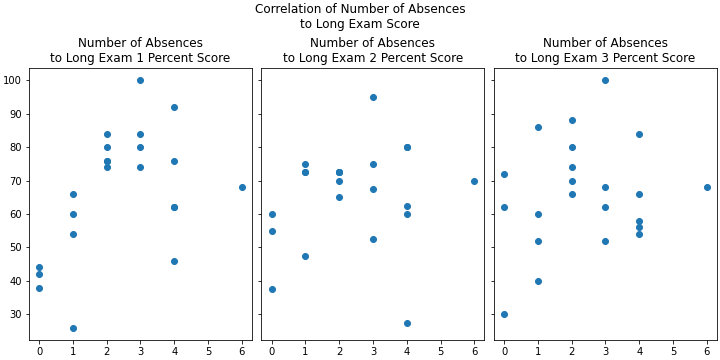 Correlation of Number of Absences
to Long Exam Score
Number of Absences
to Long Exam 1 Percent Score
Number of Absences
to Long Exam 2 Percent Score
Number of Absences
to Long Exam 3 Percent Score
100
90
80
70
60
50
40
30
0 1 2 3 4 5 6
0 1 2 3 4 5 6
0 1 2 3 4 5 6